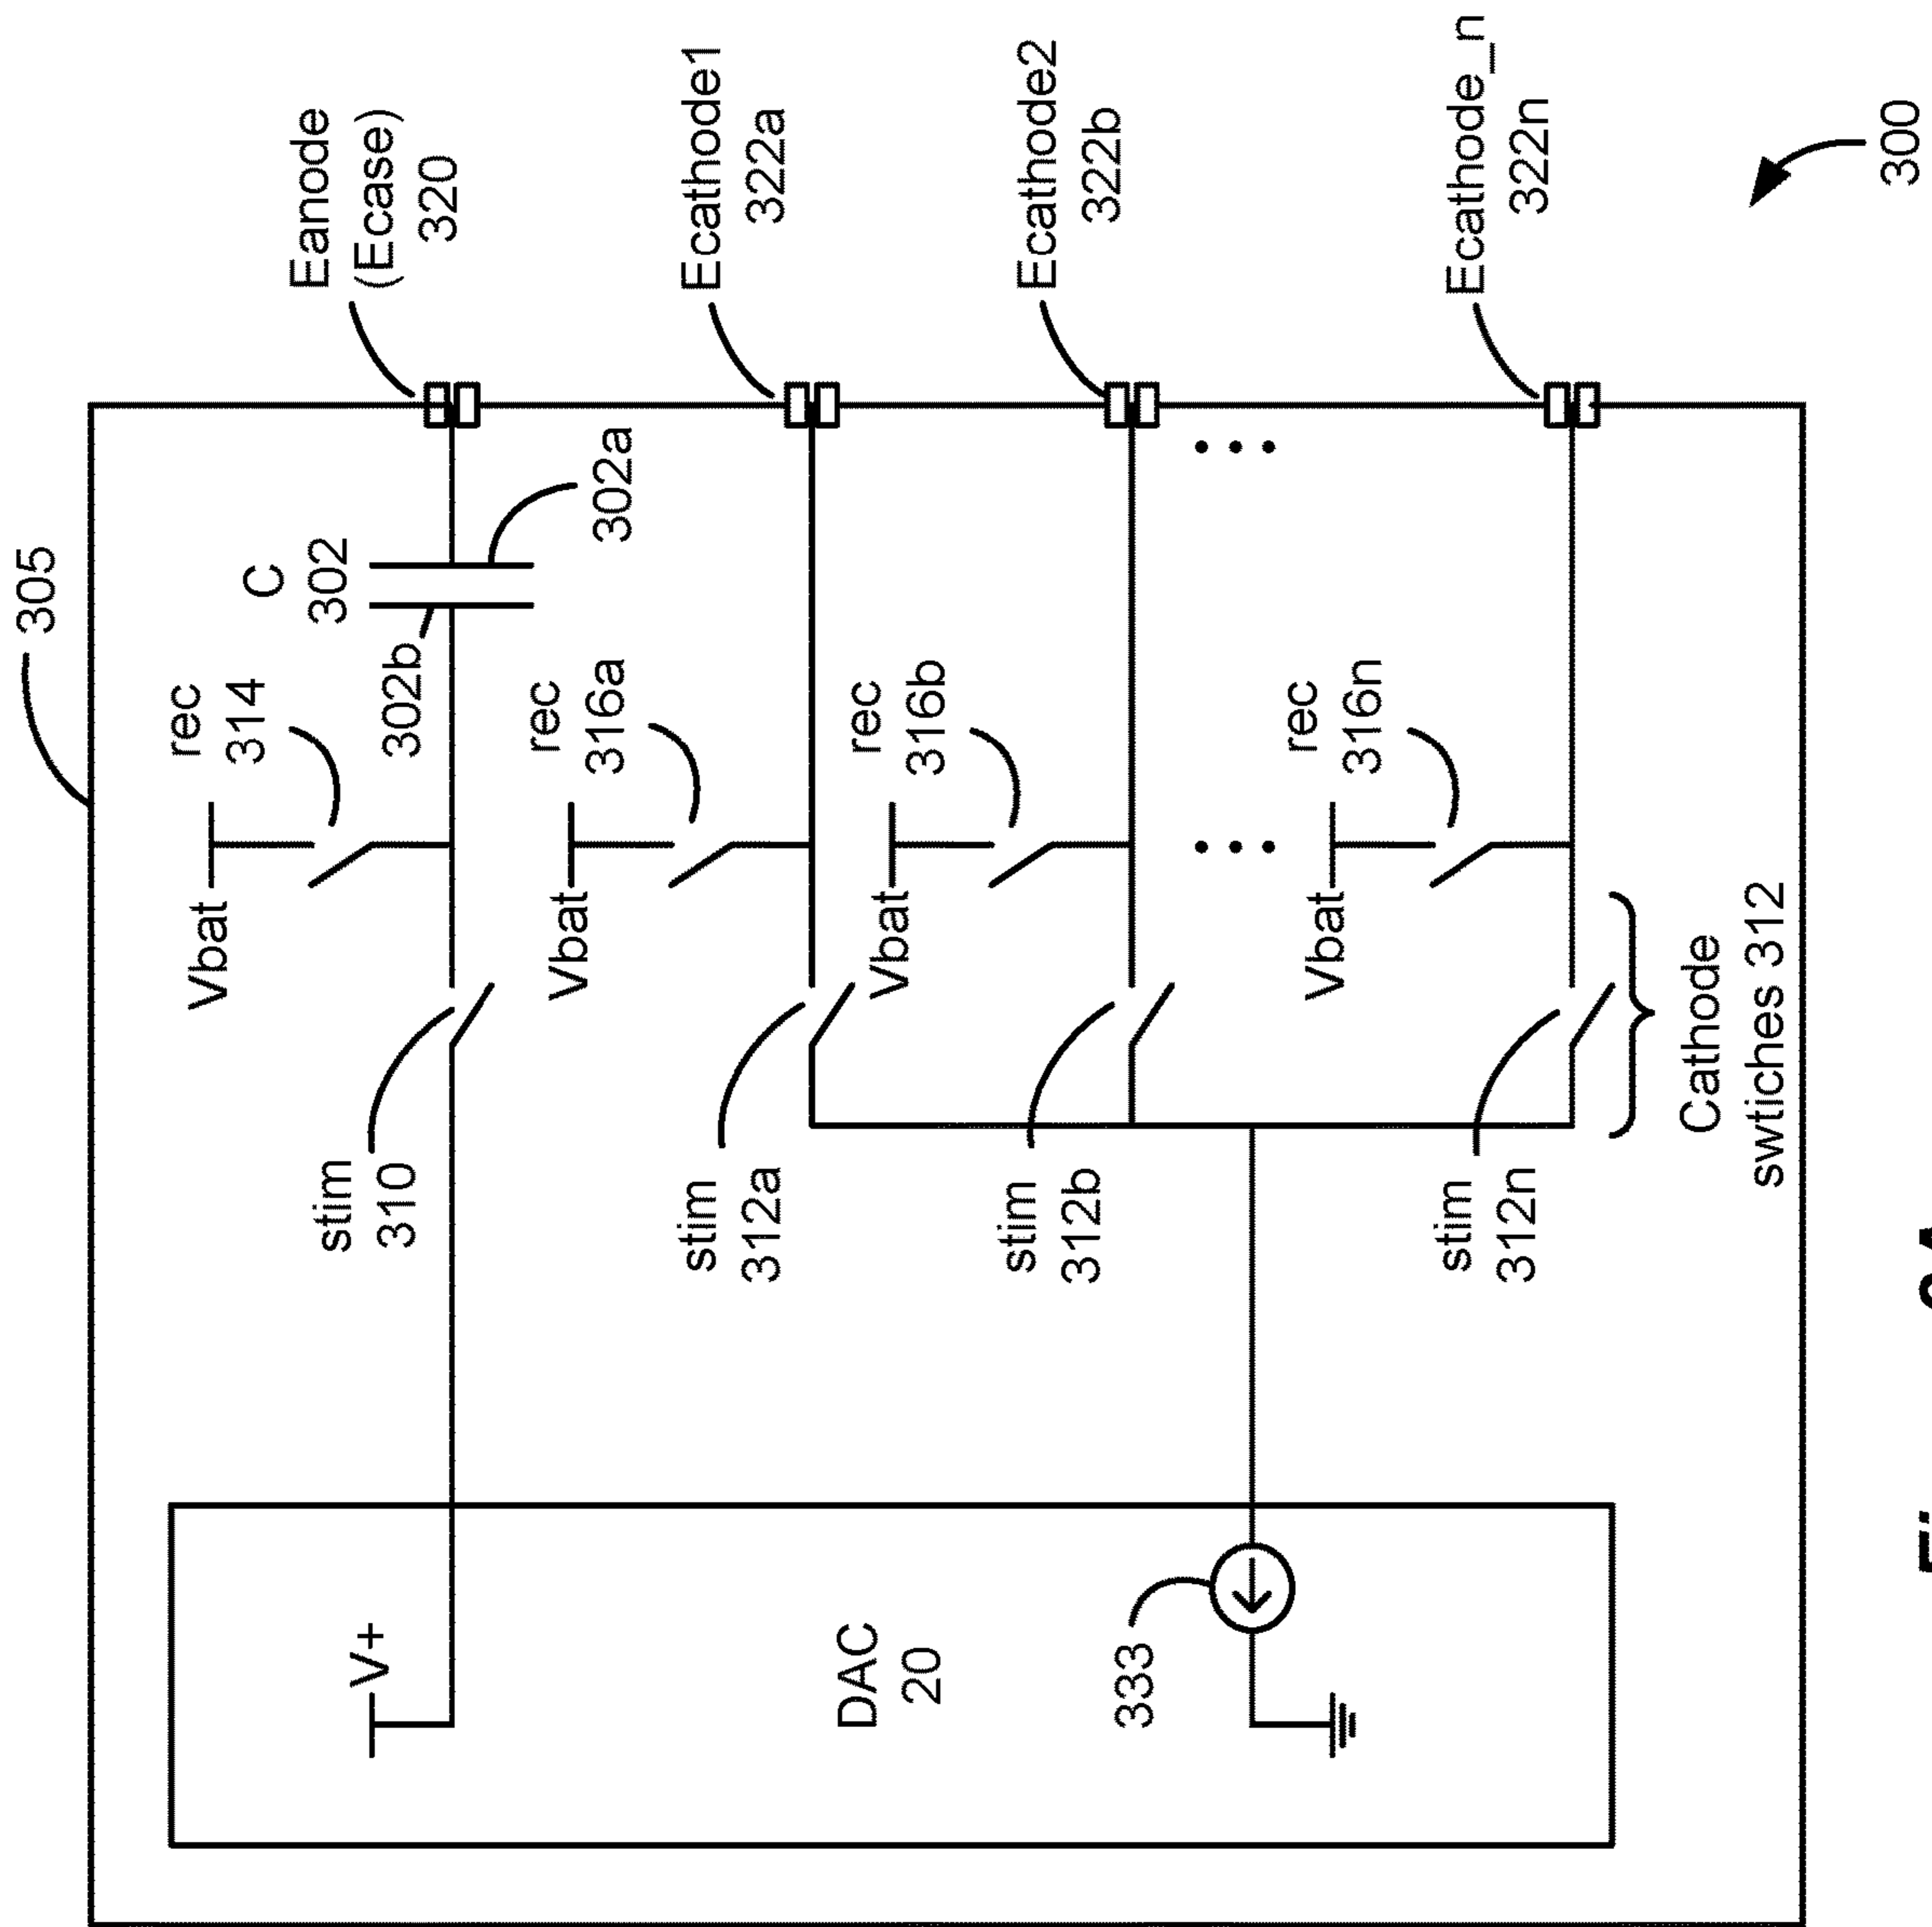 305
Eanode
(Ecase)
320
Ecathode1
322a
Ecathode2
322b
Ecathode_n
322n
300
C
302
302a
302b
rec
314
Vbat
rec
316a
Vbat
rec
316b
Vbat
rec
316n
Vbat
stim
310
stim
312a
stim
312b
stim
312n
Cathode
swtiches 312
V+
DAC
20
333